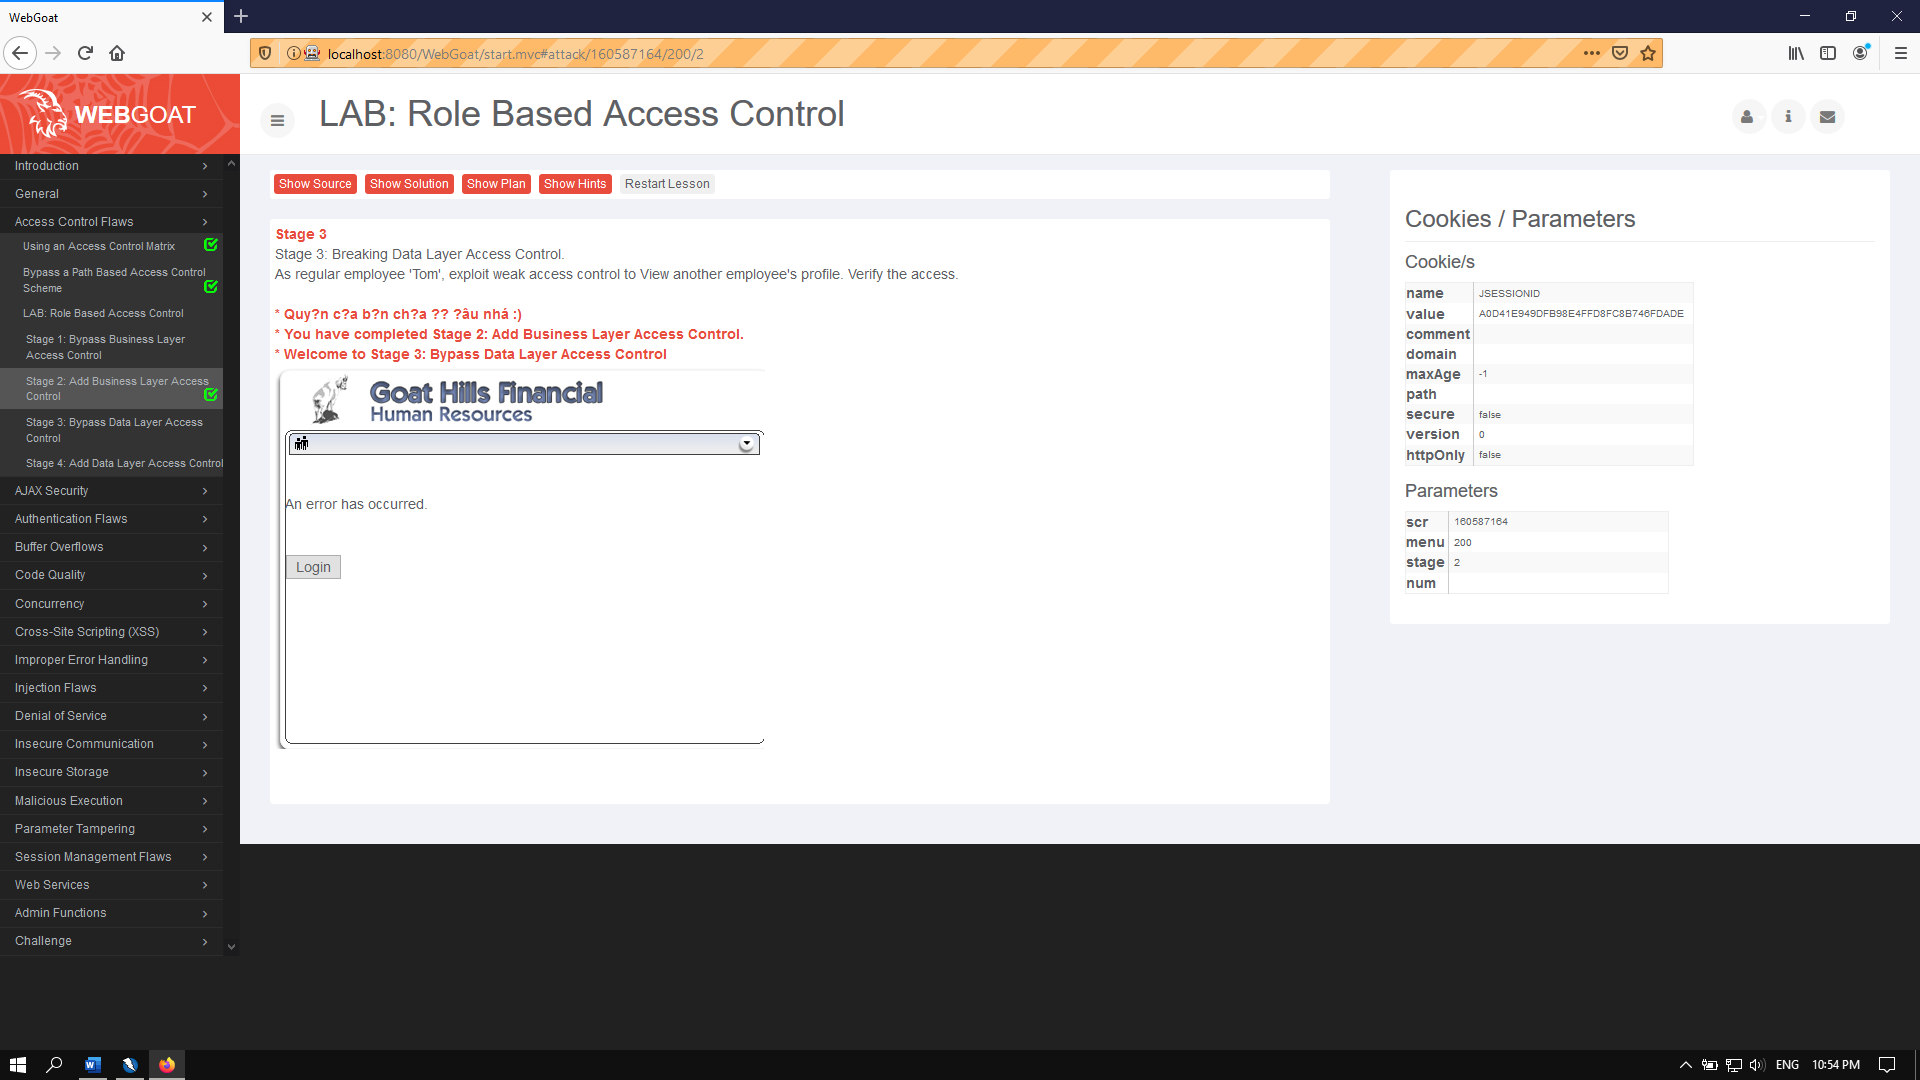 WebGoat
localhost:8080/WebGoat/start.mvc#attack/160587164/200/2
WEBGOAT
LAB: Role Based Access Control
Introduction
General
Access Control Flaws
Using an Access Control Matrix
Bypass a Path Based Access Control
Scheme
LAB: Role Based Access Control
Stage 1: Bypass Business Layer
Access Control
Stage 2: Add Business Layer Access
Control
Stage 3: Bypass Data Layer Access
Control
Stage 4: Add Data Layer Access Control
AJAX Security
Authentication Flaws
Buffer Overflows
Code Quality
Concurrency
Cross-Site Scripting (XSS)
Improper Error Handling
Injection Flaws
Denial of Service
Insecure Communication
Insecure Storage
Malicious Execution
Parameter Tampering
Session Management Flaws
Web Services
Admin Functions
Challenge
Show Source Show Solution Show Plan Show Hints Restart Lesson
Stage 3
Stage 3: Breaking Data Layer Access Control.
As regular employee 'Tom', exploit weak access control to View another employee's profile. Verify the access.
* Quy?n c?a b?n ch?a ?? ?âu nhá :)
* You have completed Stage 2: Add Business Layer Access Control.
* Welcome to Stage 3: Bypass Data Layer Access Control
Goat Hills Financial
Human Resources
An error has occurred.
Login
Cookies / Parameters
Cookie/s
name JSESSIONID
value A0D41E949DFB98E4FFD8FC8B746FDADE
comment
domain
maxAge -1
path
secure false
version 0
httpOnly false
Parameters
scr 160587164
menu 200
stage 2
num
ENG 10:54 PM